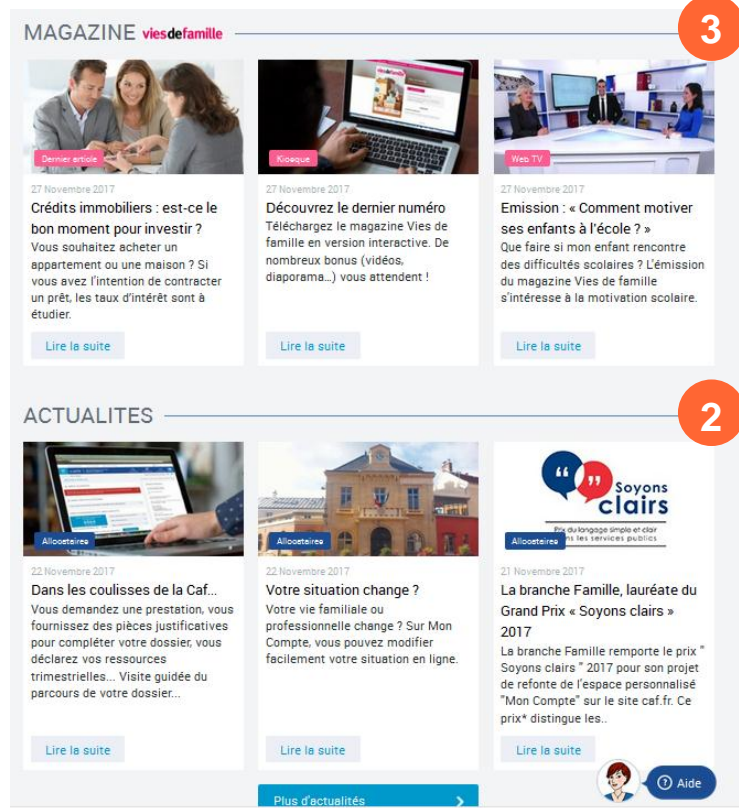 MAGAZINE viesdefamille
3
Dernier article
Kiosque
Web TV
27 Novembre 2017
Crédits immobiliers : est-ce le
bon moment pour investir ?
Vous souhaitez acheter un
appartement ou une maison ? Si
vous avez l'intention de contracter
un prêt, les taux d'intérêt sont à
étudier.
Lire la suite
27 Novembre 2017
Découvrez le dernier numéro
Téléchargez le magazine Vies de
famille en version interactive. De
nombreux bonus (vidéos,
diaporama...) vous attendent !
Lire la suite
27 Novembre 2017
Emission : « Comment motiver
ses enfants à l'école ? »
Que faire si mon enfant rencontre
des difficultés scolaires ? L'émission
du magazine Vies de famille
s'intéresse à la motivation scolaire.
Lire la suite
ACTUALITES
2
Allocataires
22 Novembre 2017
Dans les coulisses de la Caf...
Vous demandez une prestation, vous
fournissez des pièces justificatives
pour compléter votre dossier, vous
déclarez vos ressources
trimestrielles... Visite guidée du
parcours de votre dossier...
Lire la suite
Allocataires
22 Novembre 2017
Votre situation change ?
Votre vie familiale ou
professionnelle change ? Sur Mon
Compte, vous pouvez modifier
facilement votre situation en ligne.
Lire la suite
Soyons
clairs
Prix du langage simple et clair
dans les services publics
Allocataires
21 Novembre 2017
La branche Famille, lauréate du
Grand Prix « Soyons clairs »
2017
La branche Famille remporte le prix "
Soyons clairs " 2017 pour son projet
de refonte de l'espace personnalisé
"Mon Compte" sur le site caf.fr. Ce
prix* distingue les..
Lire la suite
Plus d'actualités
Aide